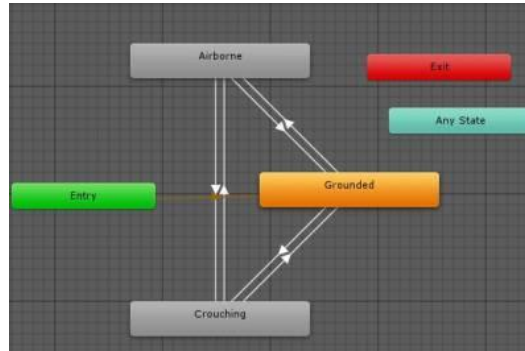 Airborne
Exit
Any State
Grounded
Entry
Crouching